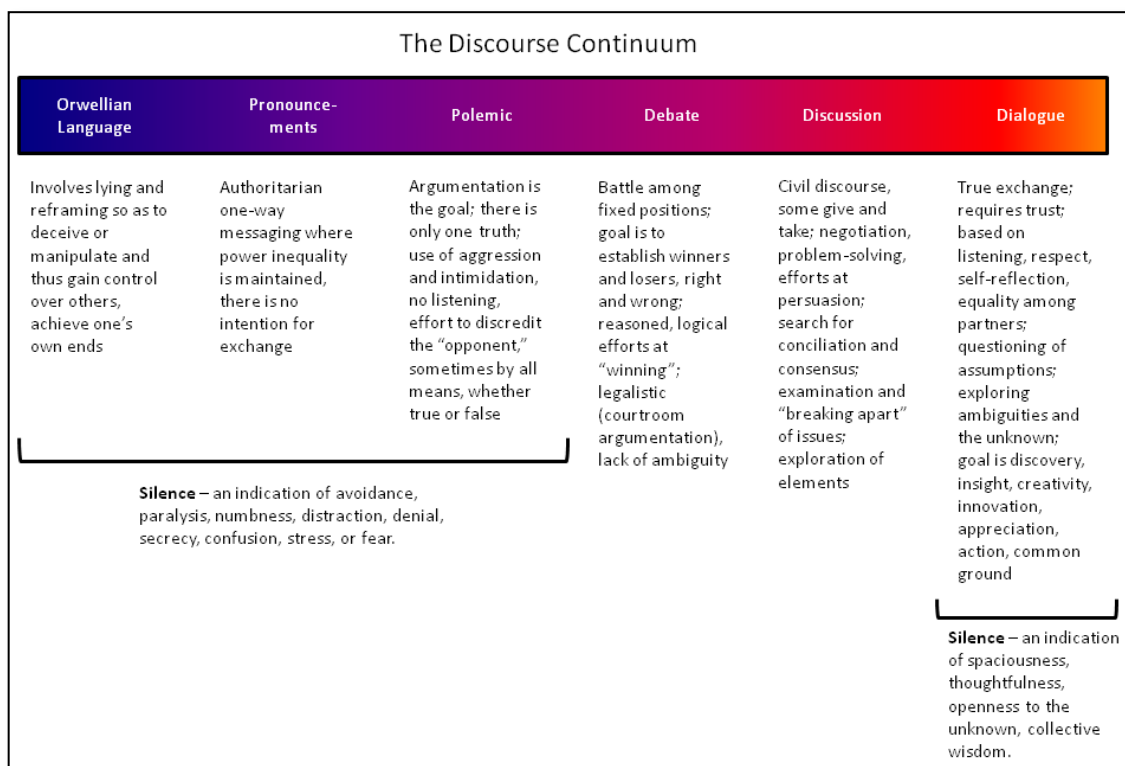 The Discourse Continuum
Orwellian
Language
Pronounce-
ments
Polemic
Debate
Discussion
Dialogue
Involves lying and
reframing so as to
deceive or
manipulate and
thus gain control
over others,
achieve one's
own ends
Authoritarian
one-way
messaging where
power inequality
is maintained,
there is no
intention for
exchange
Argumentation is
the goal; there is
only one truth;
use of aggression
and intimidation,
no listening,
effort to discredit
the “opponent,”
sometimes by all
means, whether
true or false
Battle among
fixed positions;
goal is to
establish winners
and losers, right
and wrong;
reasoned, logical
efforts at
“winning”;
legalistic
(courtroom
argumentation),
lack of ambiguity
Civil discourse,
some give and
take; negotiation,
problem-solving,
efforts at
persuasion;
search for
conciliation and
consensus;
examination and
“breaking apart”
of issues;
exploration of
elements
True exchange;
requires trust;
based on
listening, respect,
self-reflection,
equality among
partners;
questioning of
assumptions;
exploring
ambiguities and
the unknown;
goal is discovery,
insight, creativity,
innovation,
appreciation,
action, common
ground
Silence – an indication of avoidance,
paralysis, numbness, distraction, denial,
secrecy, confusion, stress, or fear.
Silence – an indication
of spaciousness,
thoughtfulness,
openness to the
unknown, collective
wisdom.